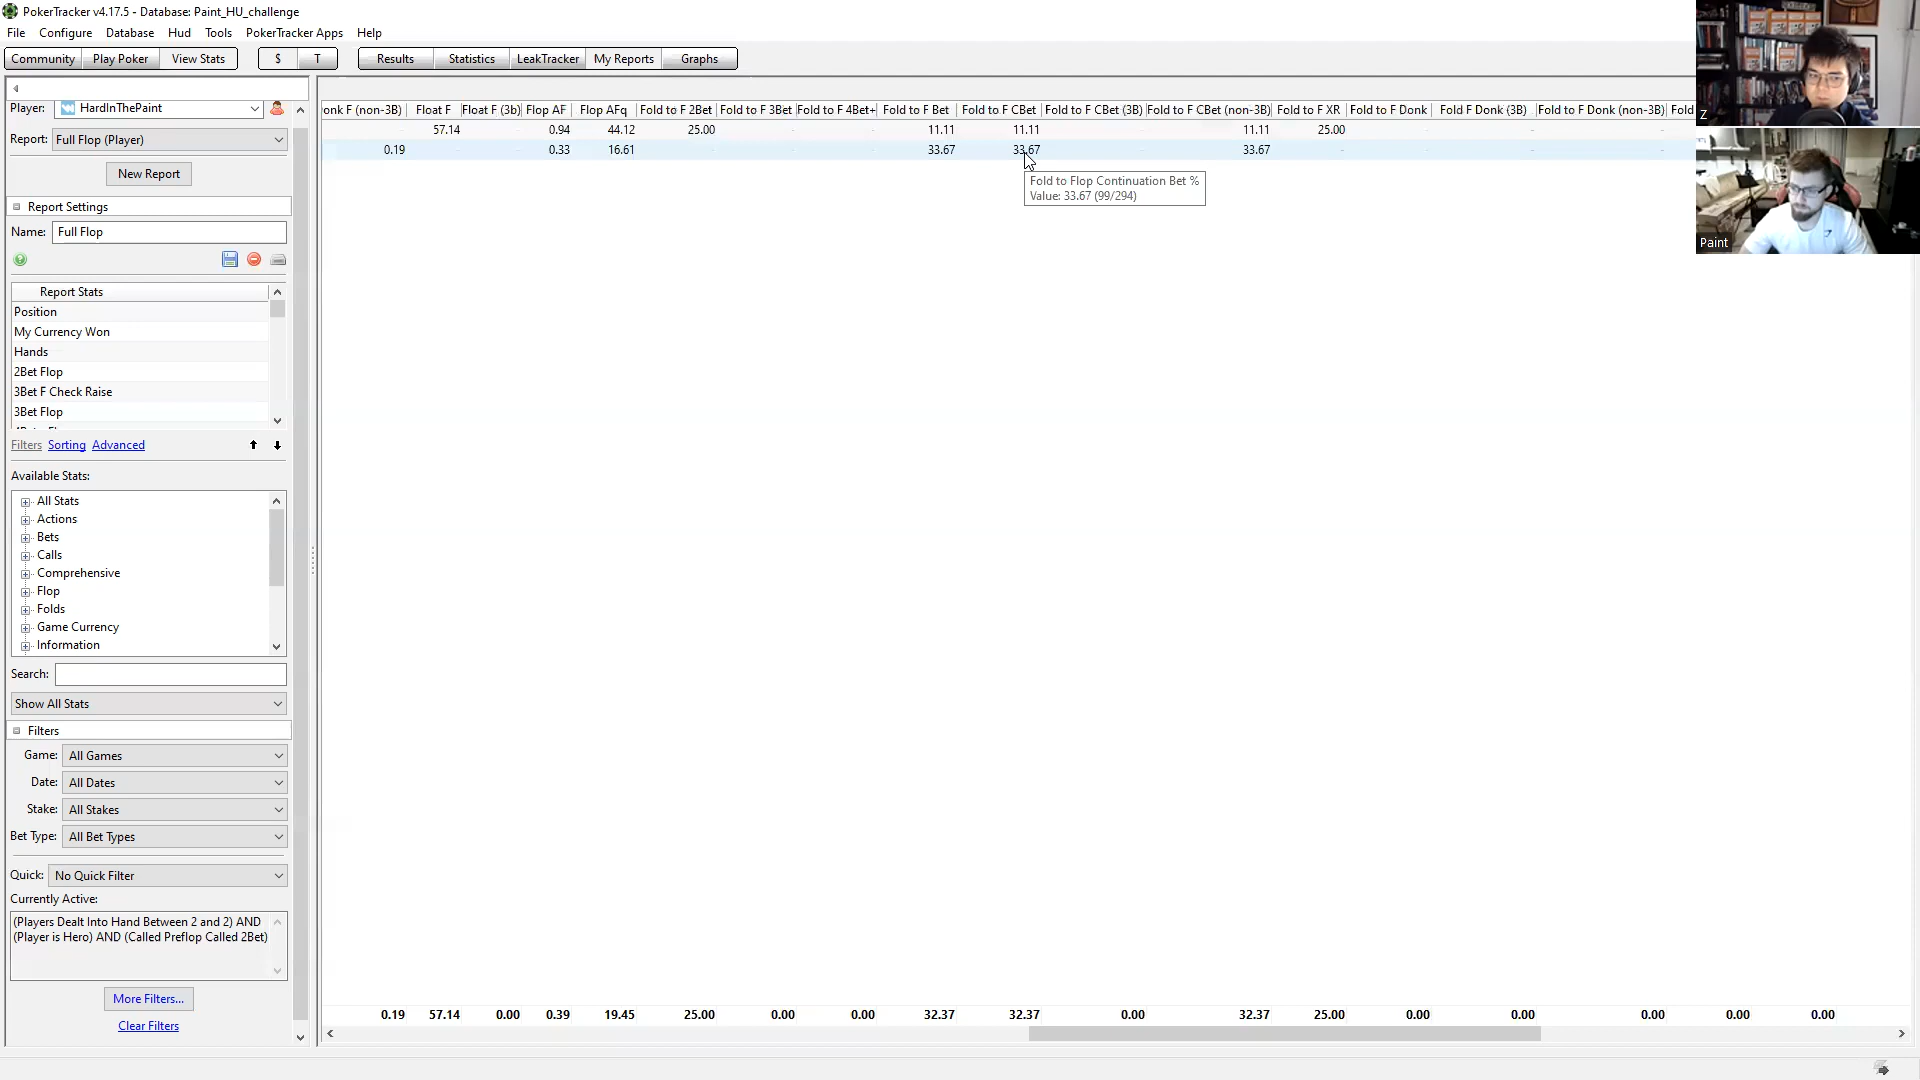 PokerTracker v4.17.5 - Database: Paint_HU_challenge
File Configure Database Hud Tools PokerTracker Apps Help
Community Play Poker View Stats $ T Results Statistics LeakTracker My Reports Graphs
Player: HardInThePaint
Report: Full Flop (Player)
New Report
Report Settings
Name: Full Flop
Report Stats
Position
My Currency Won
Hands
2Bet Flop
3Bet F Check Raise
3Bet Flop
Filters Sorting Advanced
Available Stats:
All Stats
Actions
Bets
Calls
Comprehensive
Flop
Folds
Game Currency
Information
Search:
Show All Stats
Filters
Game: All Games
Date: All Dates
Stake: All Stakes
Bet Type: All Bet Types
Quick: No Quick Filter
Currently Active:
(Players Dealt Into Hand Between 2 and 2) AND
(Player is Hero) AND (Called Preflop Called 2Bet)
More Filters...
Clear Filters
onk F (non-3B) Float F Float F (3b) Flop AF Flop AFq Fold to F 2Bet Fold to F 3Bet Fold to F 4Bet+ Fold to F Bet Fold to F CBet Fold to F CBet (3B) Fold to F CBet (non-3B) Fold to F XR Fold to F Donk Fold F Donk (3B) Fold to F Donk (non-3B) Fold
- 57.14 - 0.94 44.12 25.00 - - 11.11 11.11 - 11.11 25.00 - - - -
0.19 - - 0.33 16.61 - - - 33.67 33.67 - 33.67 - - - - -
Fold to Flop Continuation Bet %
Value: 33.67 (99/294)
0.19 57.14 0.00 0.39 19.45 25.00 0.00 0.00 32.37 32.37 0.00 32.37 25.00 0.00 0.00 0.00 0.00 0.00
Z
Paint